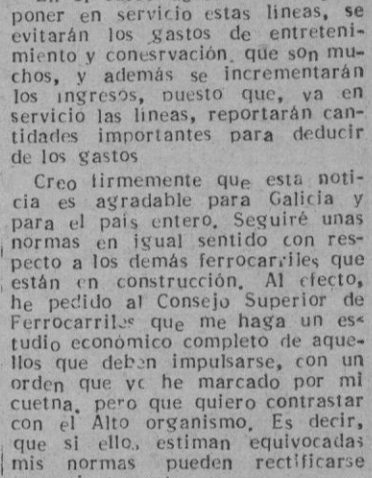 poner en servicio estas líneas, se
evitarán los gastos de entreteni-
miento y conesrvación, que son mu-
chos, y además se incrementarán
los ingresos, puesto que, ya en
servicio las líneas, reportarán can-
tidades importantes para deducir
de los gastos
Creo firmemente que esta noti-
cia es agradable para Galicia y
para el país entero. Seguiré unas
normas en igual sentido con res-
pecto a los demás ferrocarriles que
están en construcción. Al efecto,
he pedido al Consejo Superior de
Ferrocarriles que me haga un es-
tudio económico completo de aque-
llos que deben impulsarse, con un
orden que yo he marcado por mi
cuetna, pero que quiero contrastar
con el Alto organismo. Es decir,
que si ello, estiman equivocadas
mis normas pueden rectificarse